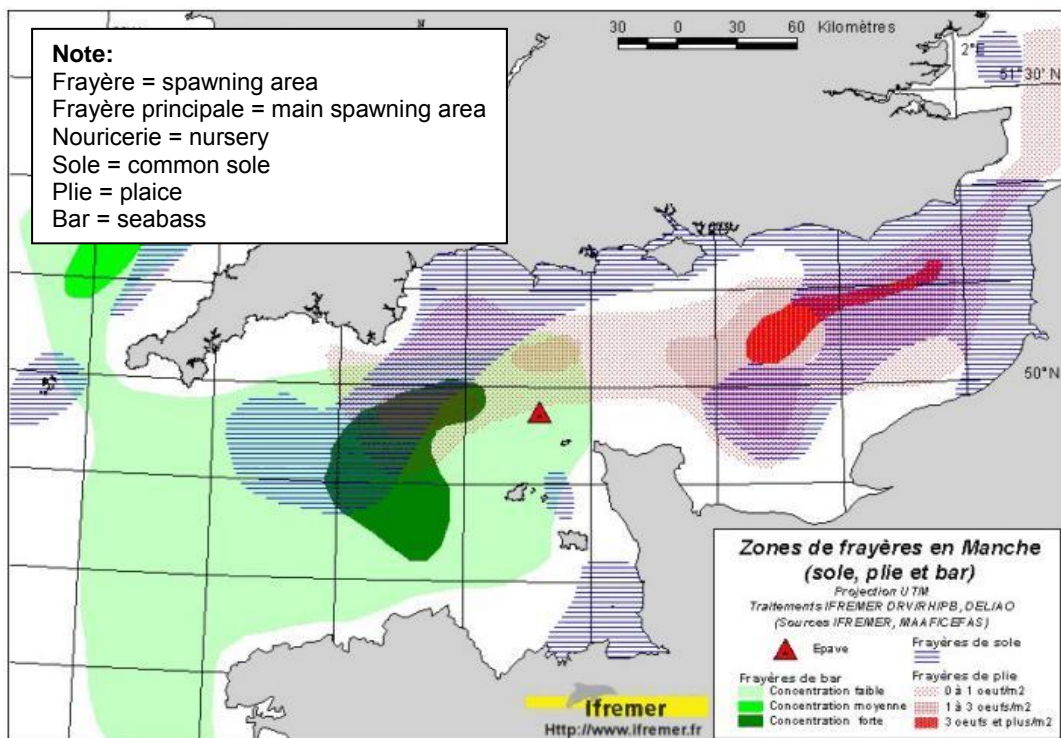 Note:
Frayère = spawning area
Frayère principale = main spawning area
Nouricerie = nursery
Sole = common sole
Plie = plaice
Bar = seabass
30 0 30 60 Kilomètres
2°E
51°30' N
50°N
Zones de frayères en Manche
(sole, plie et bar)
Projection UTM
Traitements IFREMER DRV/RH/PB, DEL/AO
(Sources IFREMER, MAAF/CEFAS)
Epave
Frayères de sole
Frayères de bar
Concentration faible
Concentration moyenne
Concentration forte
Frayères de plie
0 à 1 oeuf/m2
1 à 3 oeufs/m2
3 oeufs et plus/m2
Ifremer
Http://www.ifremer.fr